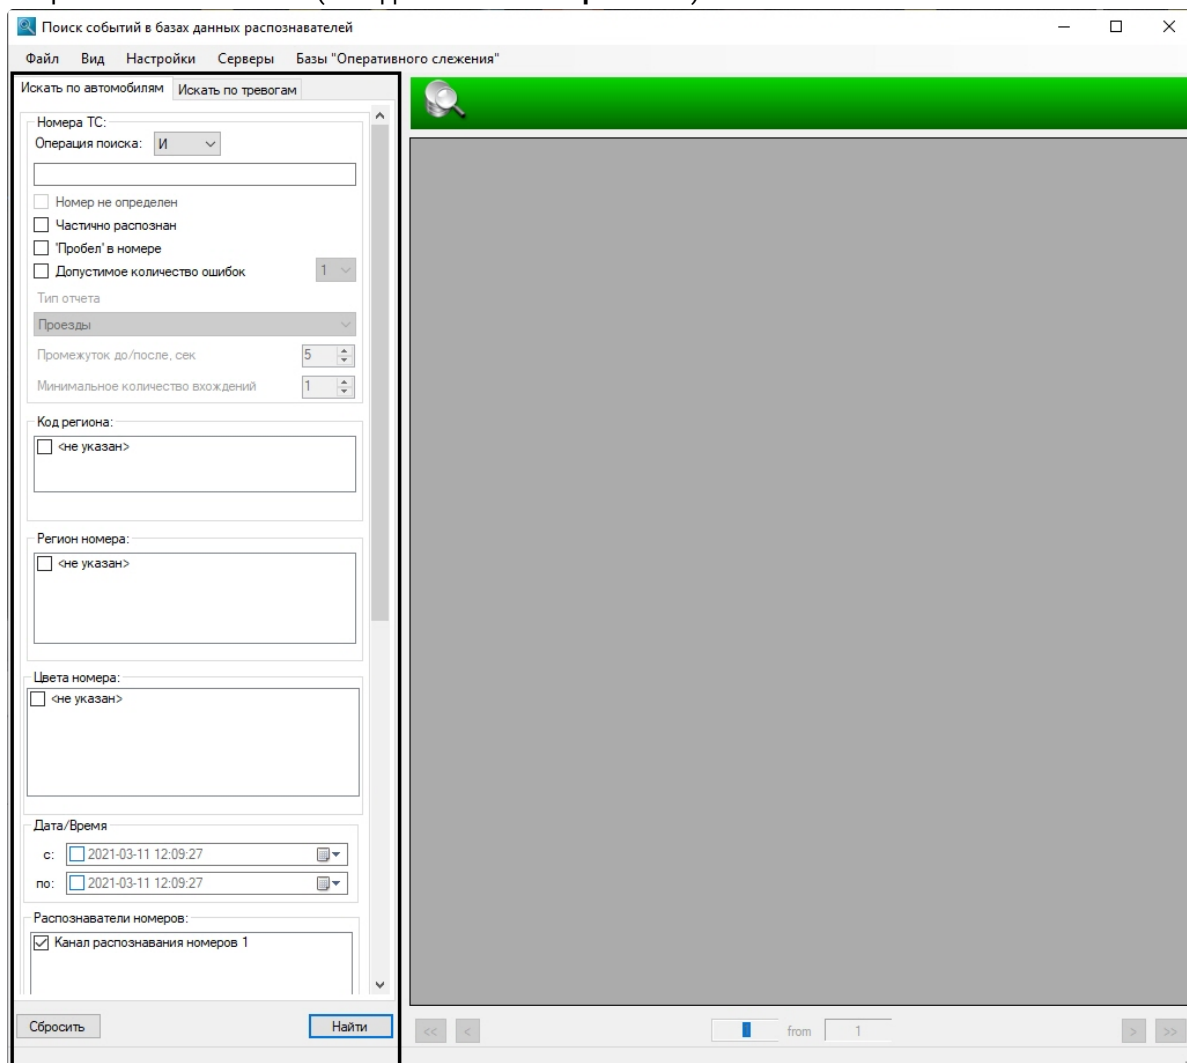 Поиск событий в базах данных распознавателей
Файл Вид Настройки Серверы Базы "Оперативного слежения"
Искать по автомобилям Искать по тревогам
Номера ТС:
Операция поиска: И
Номер не определен
Частично распознан
'Пробел' в номере
Допустимое количество ошибок 1
Тип отчета
Проезды
Промежуток до/после, сек 5
Минимальное количество вхождений 1
Код региона:
<не указан>
Регион номера:
<не указан>
Цвета номера:
<не указан>
Дата/Время
с: 2021-03-11 12:09:27
по: 2021-03-11 12:09:27
Распознаватели номеров:
Канал распознавания номеров 1
Сбросить Найти << < from 1 > >>